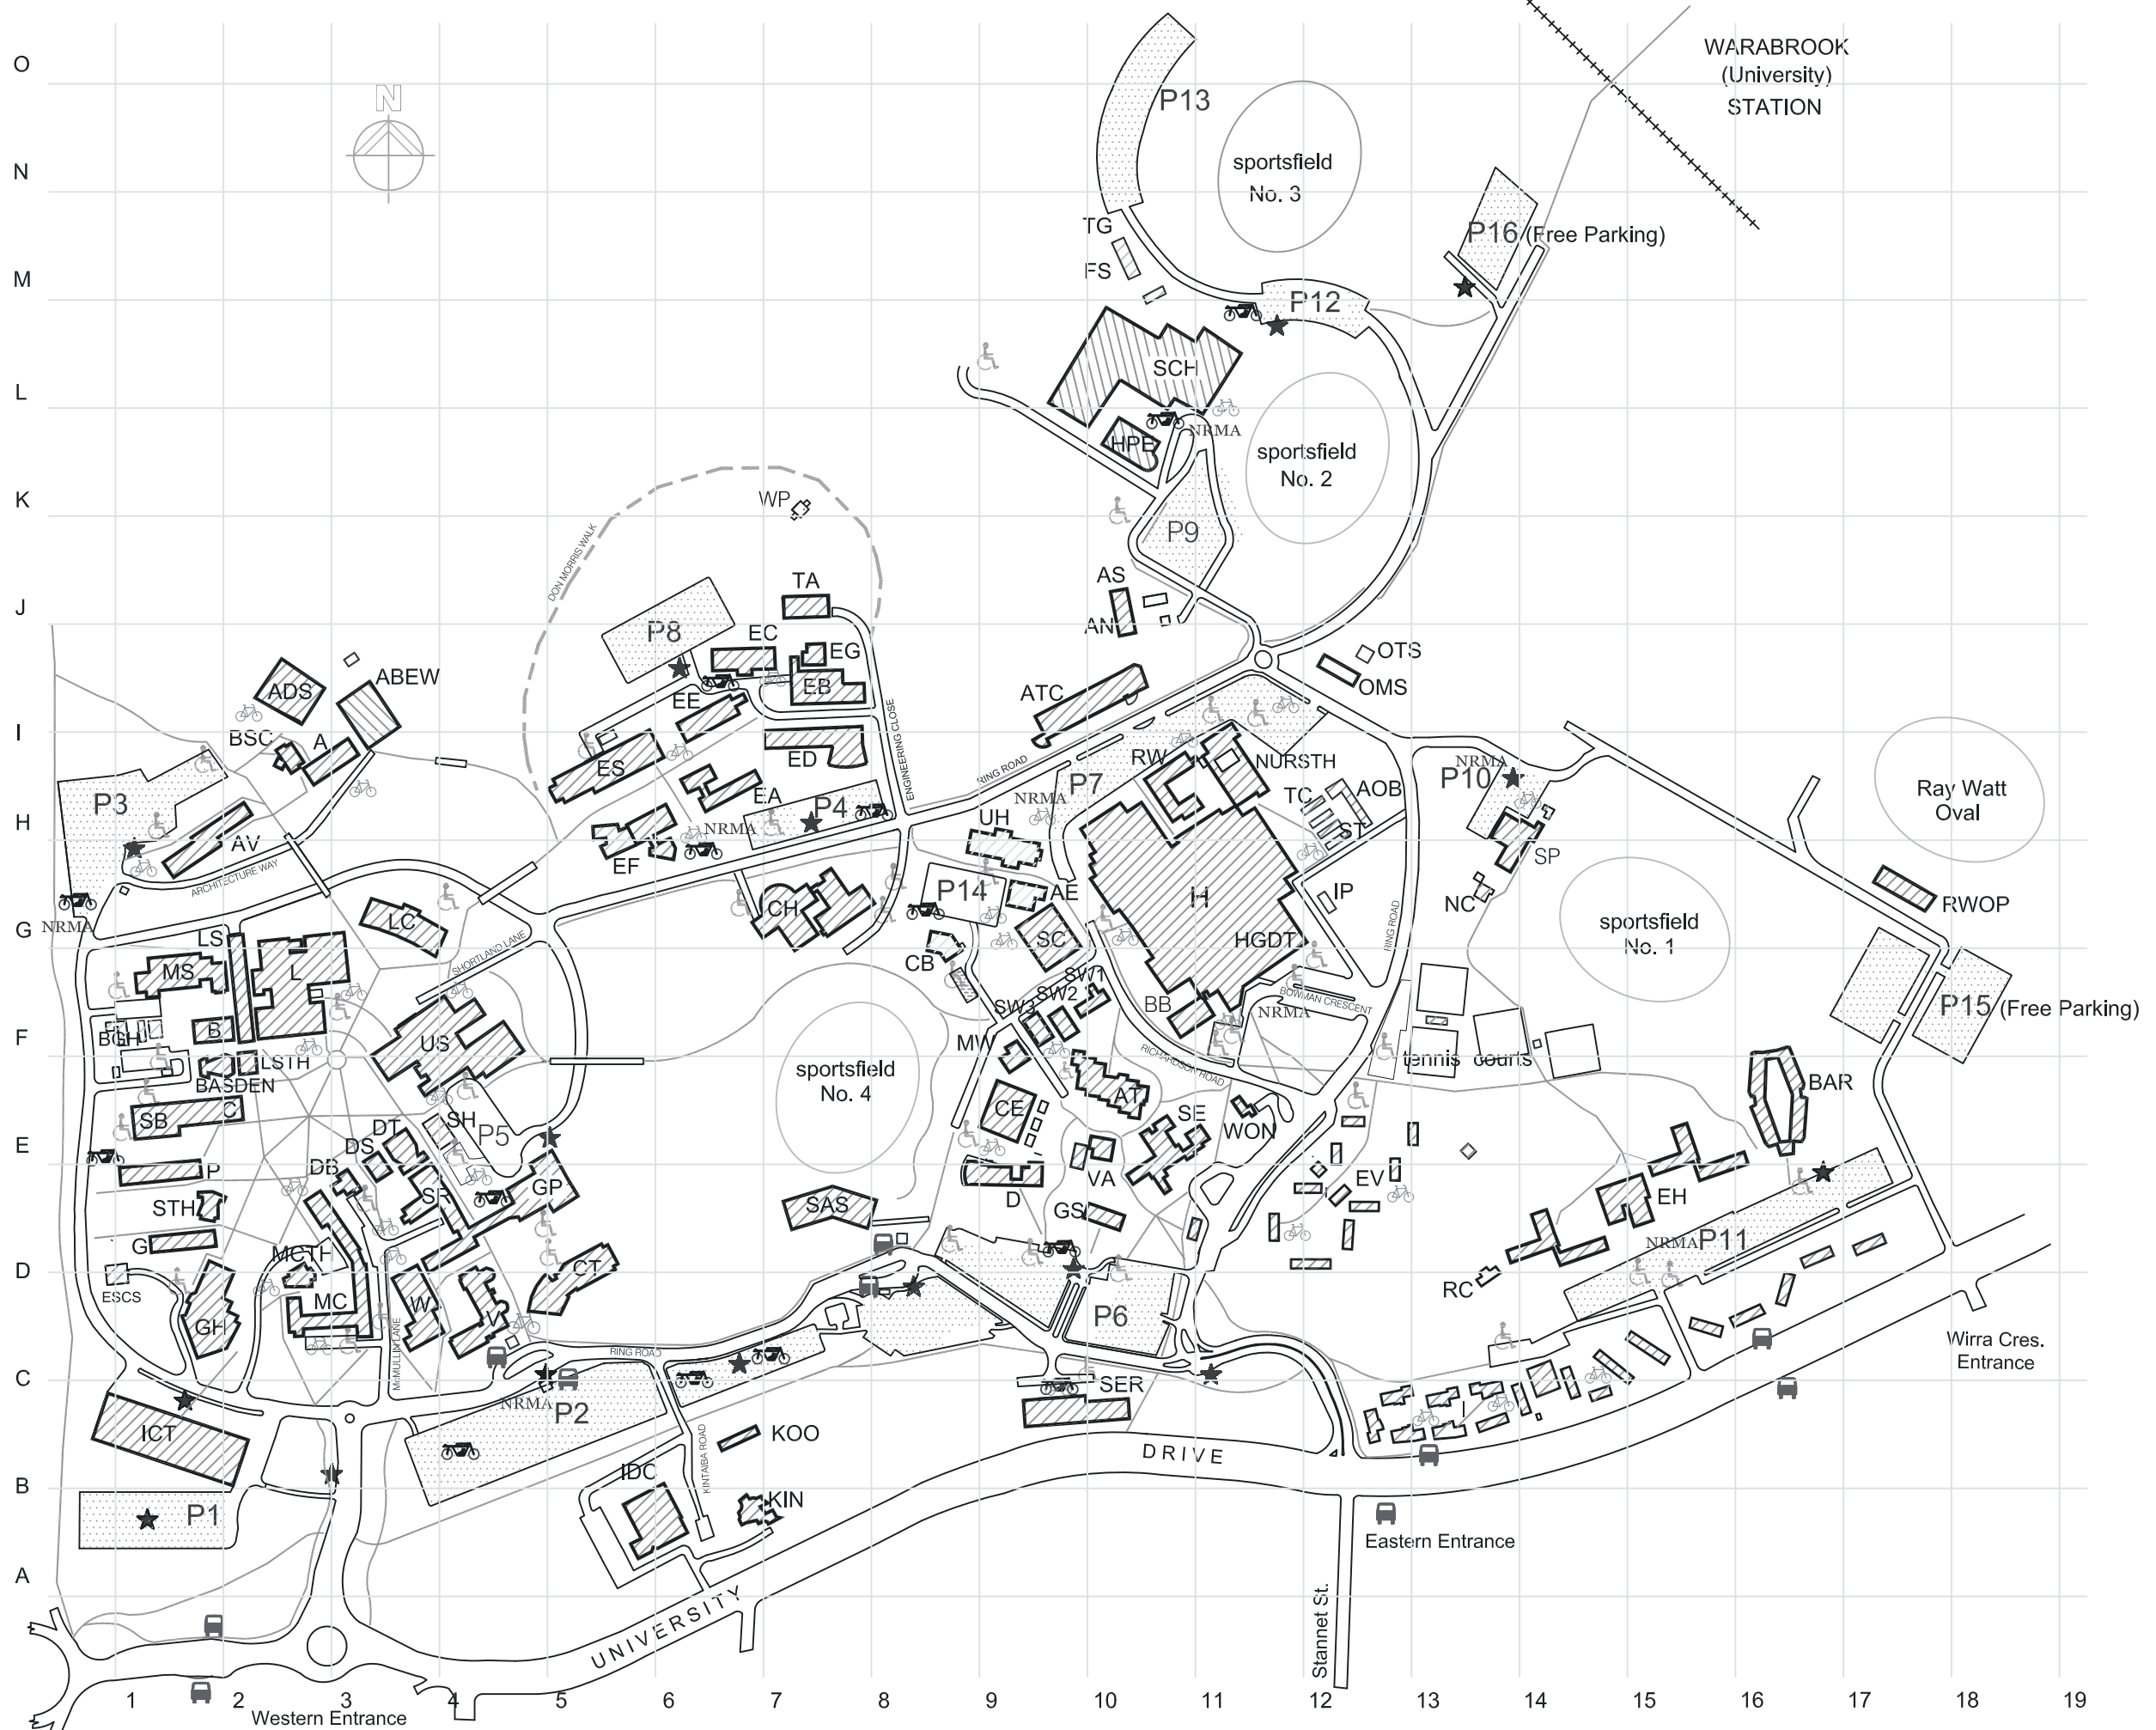 WARABROOK
(University)
STATION
O
N
P13
N
sportsfield
No. 3
TG
P16 (Free Parking)
M
FS
P12
SCH
L
NRMA
HPE
sportsfield
No. 2
K
WP
DON MORRIS WALK
P9
J
TA
AS
AN
P8
EC
EG
OTS
OMS
ADS
ABEW
EE
EB
ATC
I
BSC
A
ENGINEERING CLOSE
ES
ED
RW
NURSTH
NRMA
P10
RING ROAD
P7
Ray Watt
Oval
P3
EA
P4
NRMA
TC
AOB
H
UH
ST
AV
NRMA
EF
SP
ARCHITECTURE WAY
P14
AE
H
IP
NC
RWOP
LC
CH
G
NRMA
LS
SC
HGDT
RING ROAD
sportsfield
No. 1
SHORTLAND LANE
CB
MS
L
SW1
SW2
SW3
BB
BOWMAN CRESCENT
NRMA
P15 (Free Parking)
F
BGH
B
US
MW
RICHARDSON ROAD
tennis courts
LSTH
BASDEN
sportsfield
No. 4
BAR
C
SB
SH
P5
CE
AT
SE
WON
DT
DS
E
P
DB
SR
GP
VA
EV
EH
STH
SAS
D
GS
G
MCTH
NRMA
P11
D
CT
ESCS
GH
MC
W
V
P6
RC
McMULLIN LANE
RING ROAD
Wirra Cres.
Entrance
C
SER
NRMA
P2
I
ICT
KOO
DRIVE
KINTAIBA ROAD
IDC
B
KIN
P1
Eastern Entrance
A
UNIVERSITY
Stannet St.
1 2 3 4 5 6 7 8 9 10 11 12 13 14 15 16 17 18 19
Western Entrance